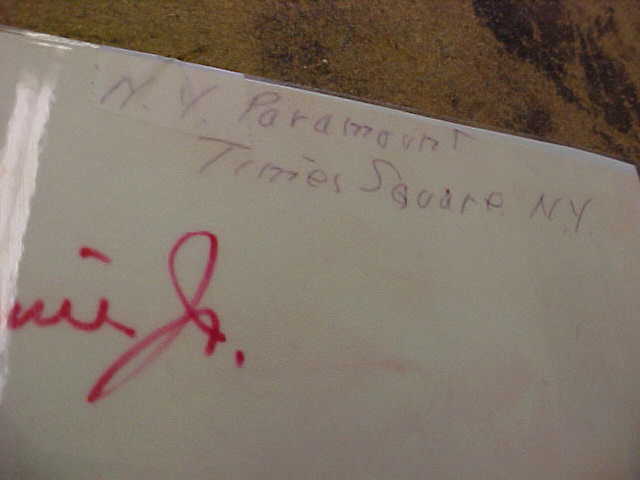 N.Y. Paramount
Times Square N.Y.
Jr.